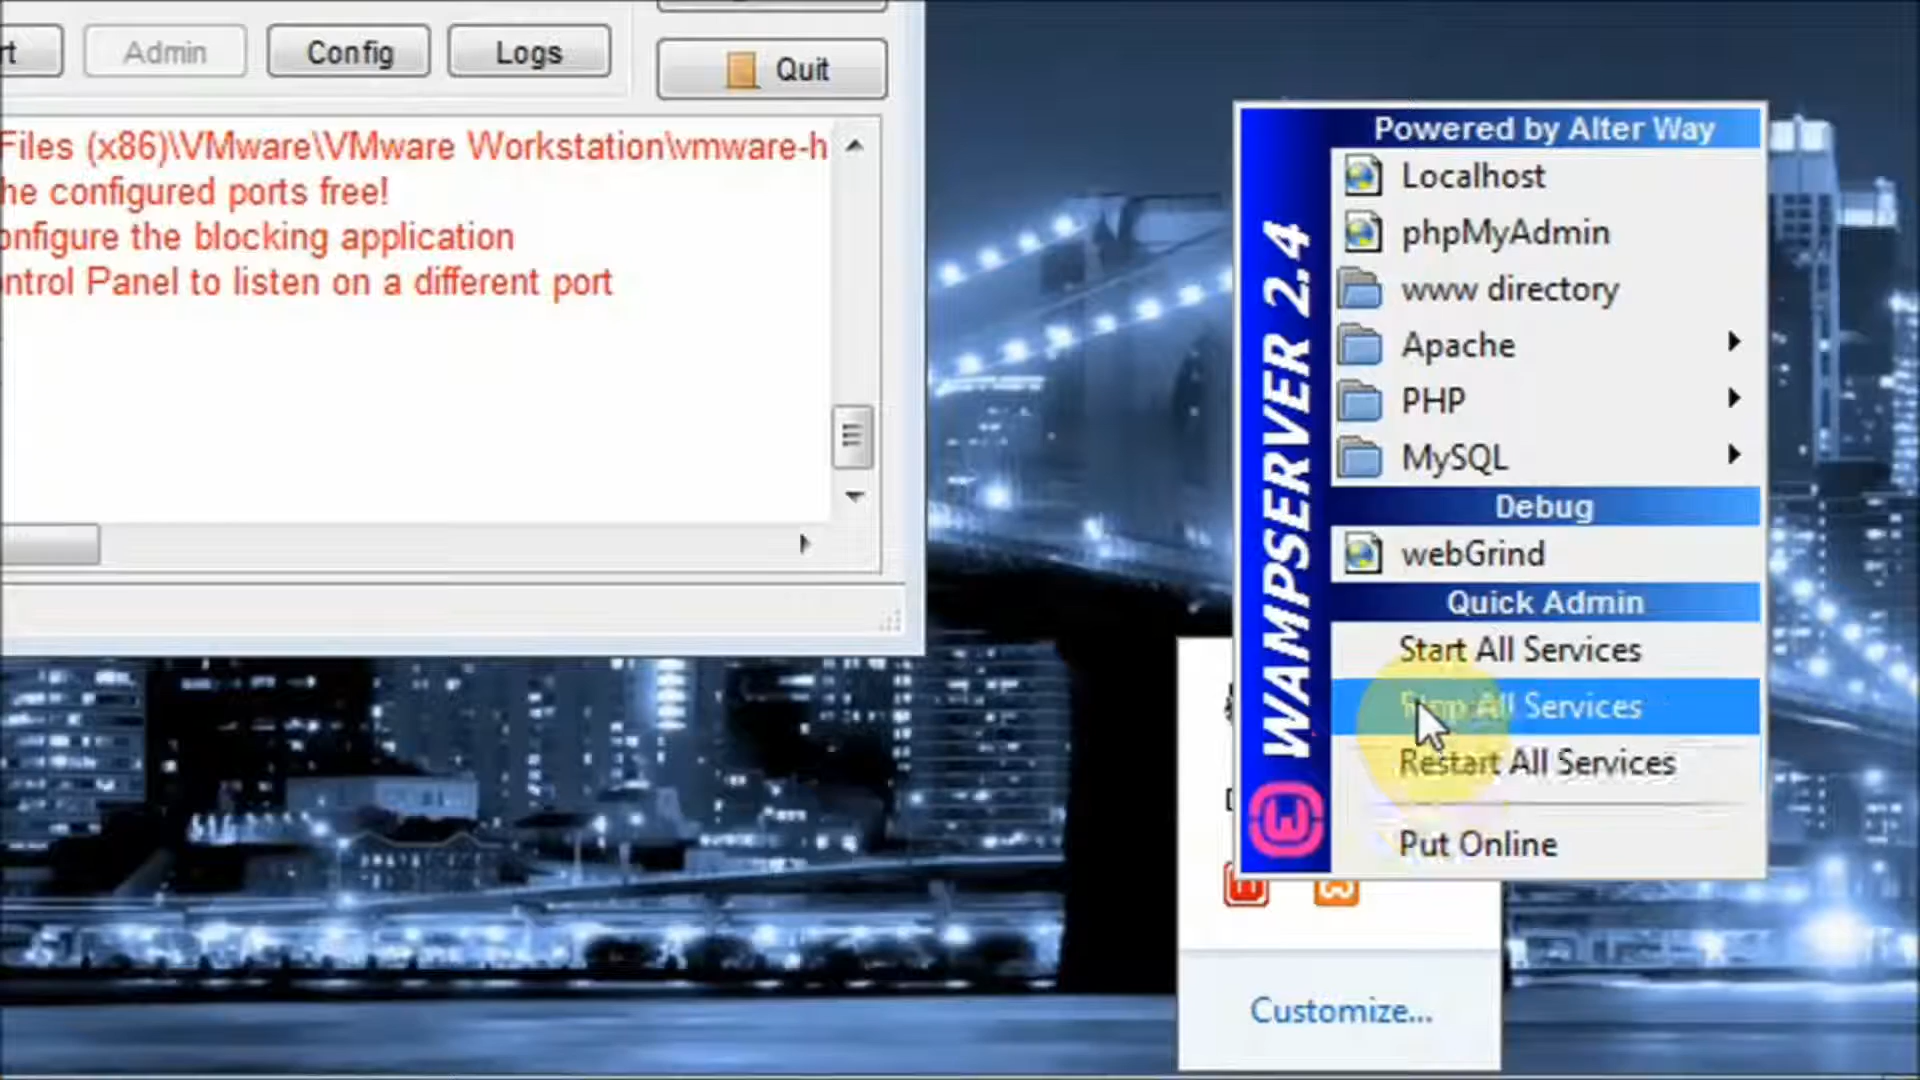 Admin
Config
Logs
Quit
Files (x86)\VMware\VMware Workstation\vmware-h
he configured ports free!
onfigure the blocking application
ontrol Panel to listen on a different port
WAMPSERVER 2.4
Powered by Alter Way
Localhost
phpMyAdmin
www directory
Apache
PHP
MySQL
Debug
webGrind
Quick Admin
Start All Services
Stop All Services
Restart All Services
Put Online
Customize...